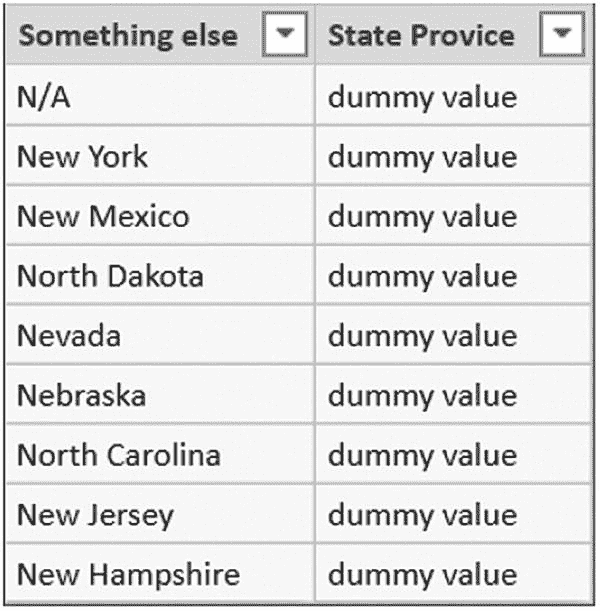 Something else State Provice
N/A dummy value
New York dummy value
New Mexico dummy value
North Dakota dummy value
Nevada dummy value
Nebraska dummy value
North Carolina dummy value
New Jersey dummy value
New Hampshire dummy value